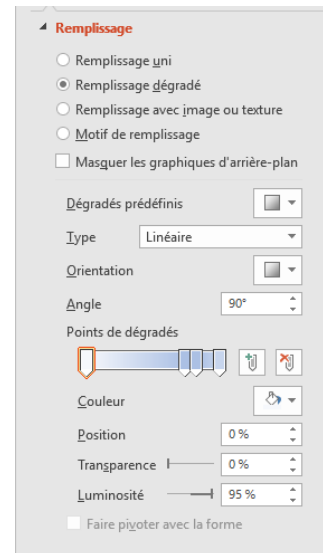 Remplissage
Remplissage uni
Remplissage dégradé
Remplissage avec image ou texture
Motif de remplissage
Masquer les graphiques d'arrière-plan
Dégradés prédéfinis
Type Linéaire
Orientation
Angle 90°
Points de dégradés
Couleur
Position 0 %
Transparence 0 %
Luminosité 95 %
Faire pivoter avec la forme